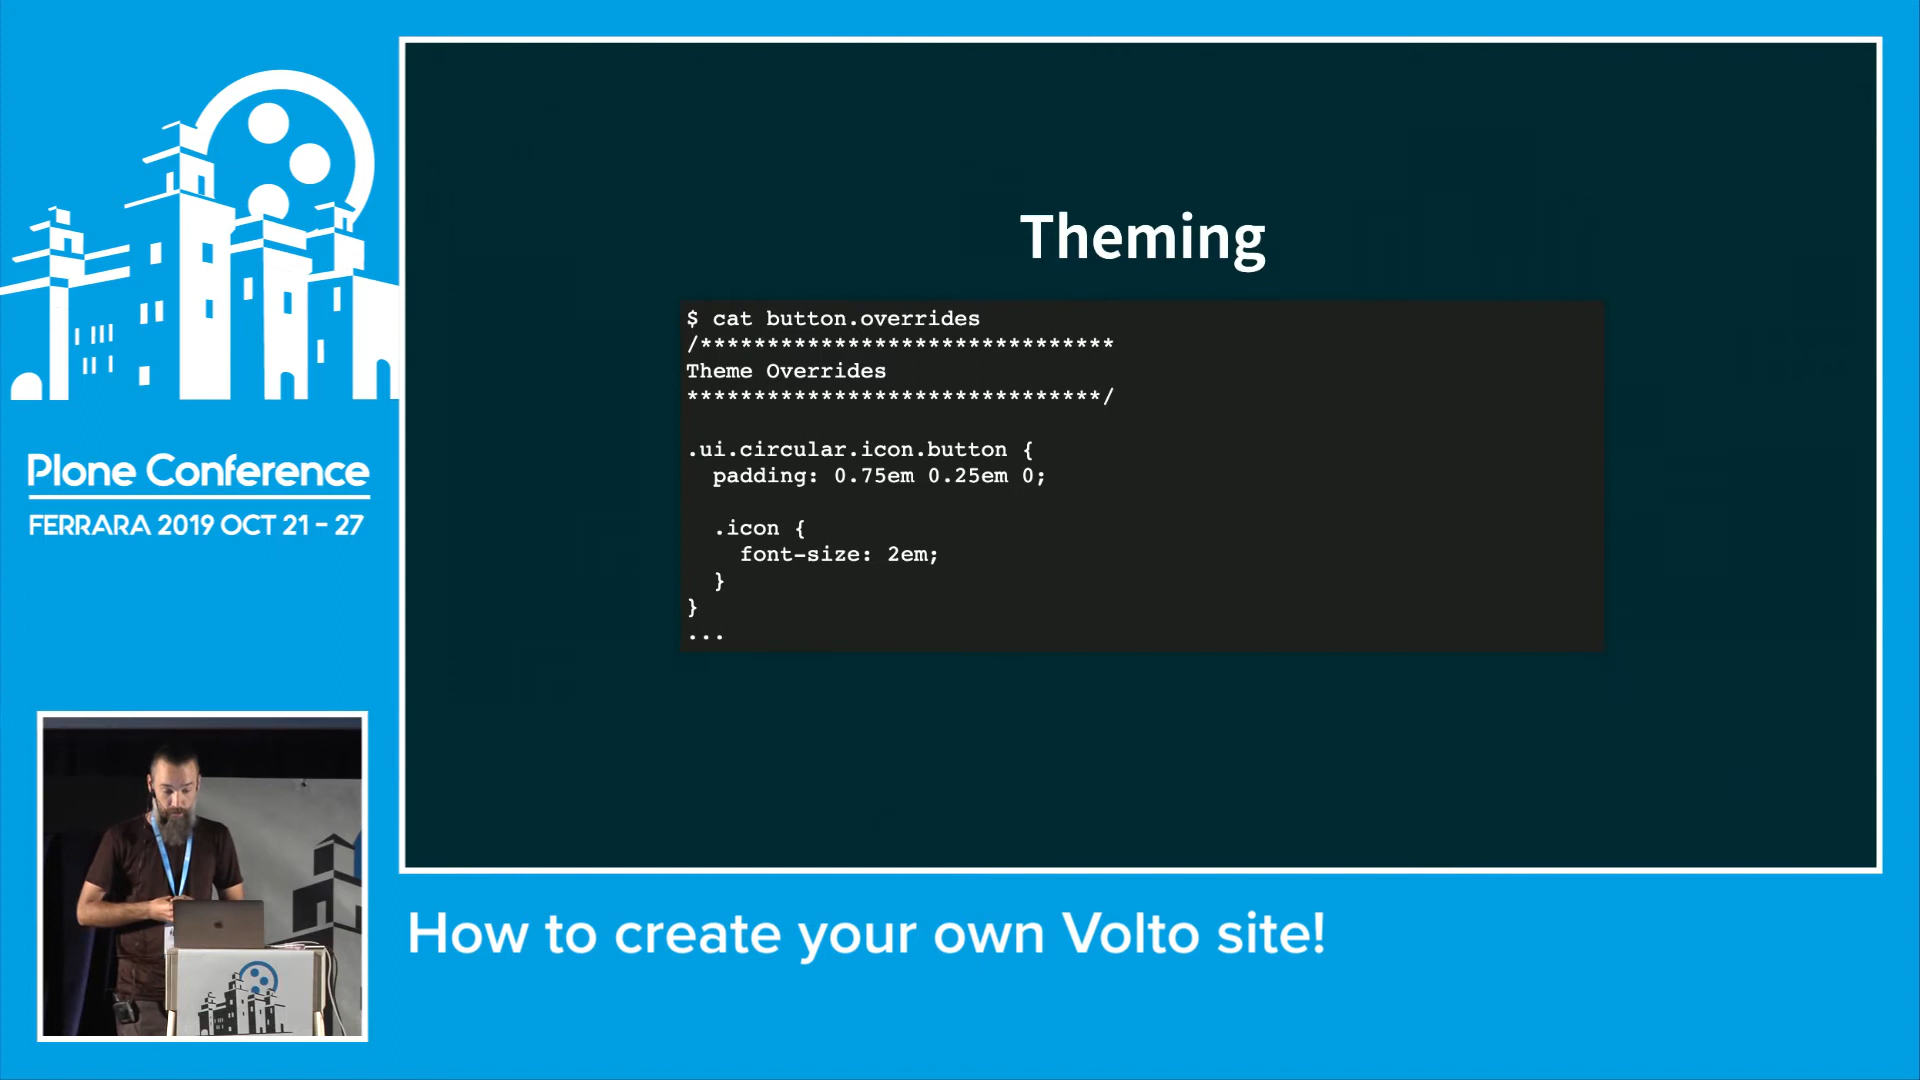 Theming
$ cat button.overrides
/*******************************
Theme Overrides
*******************************/
.ui.circular.icon.button {
  padding: 0.75em 0.25em 0;
  .icon {
    font-size: 2em;
  }
}
...
Plone Conference
FERRARA 2019 OCT 21 - 27
How to create your own Volto site!